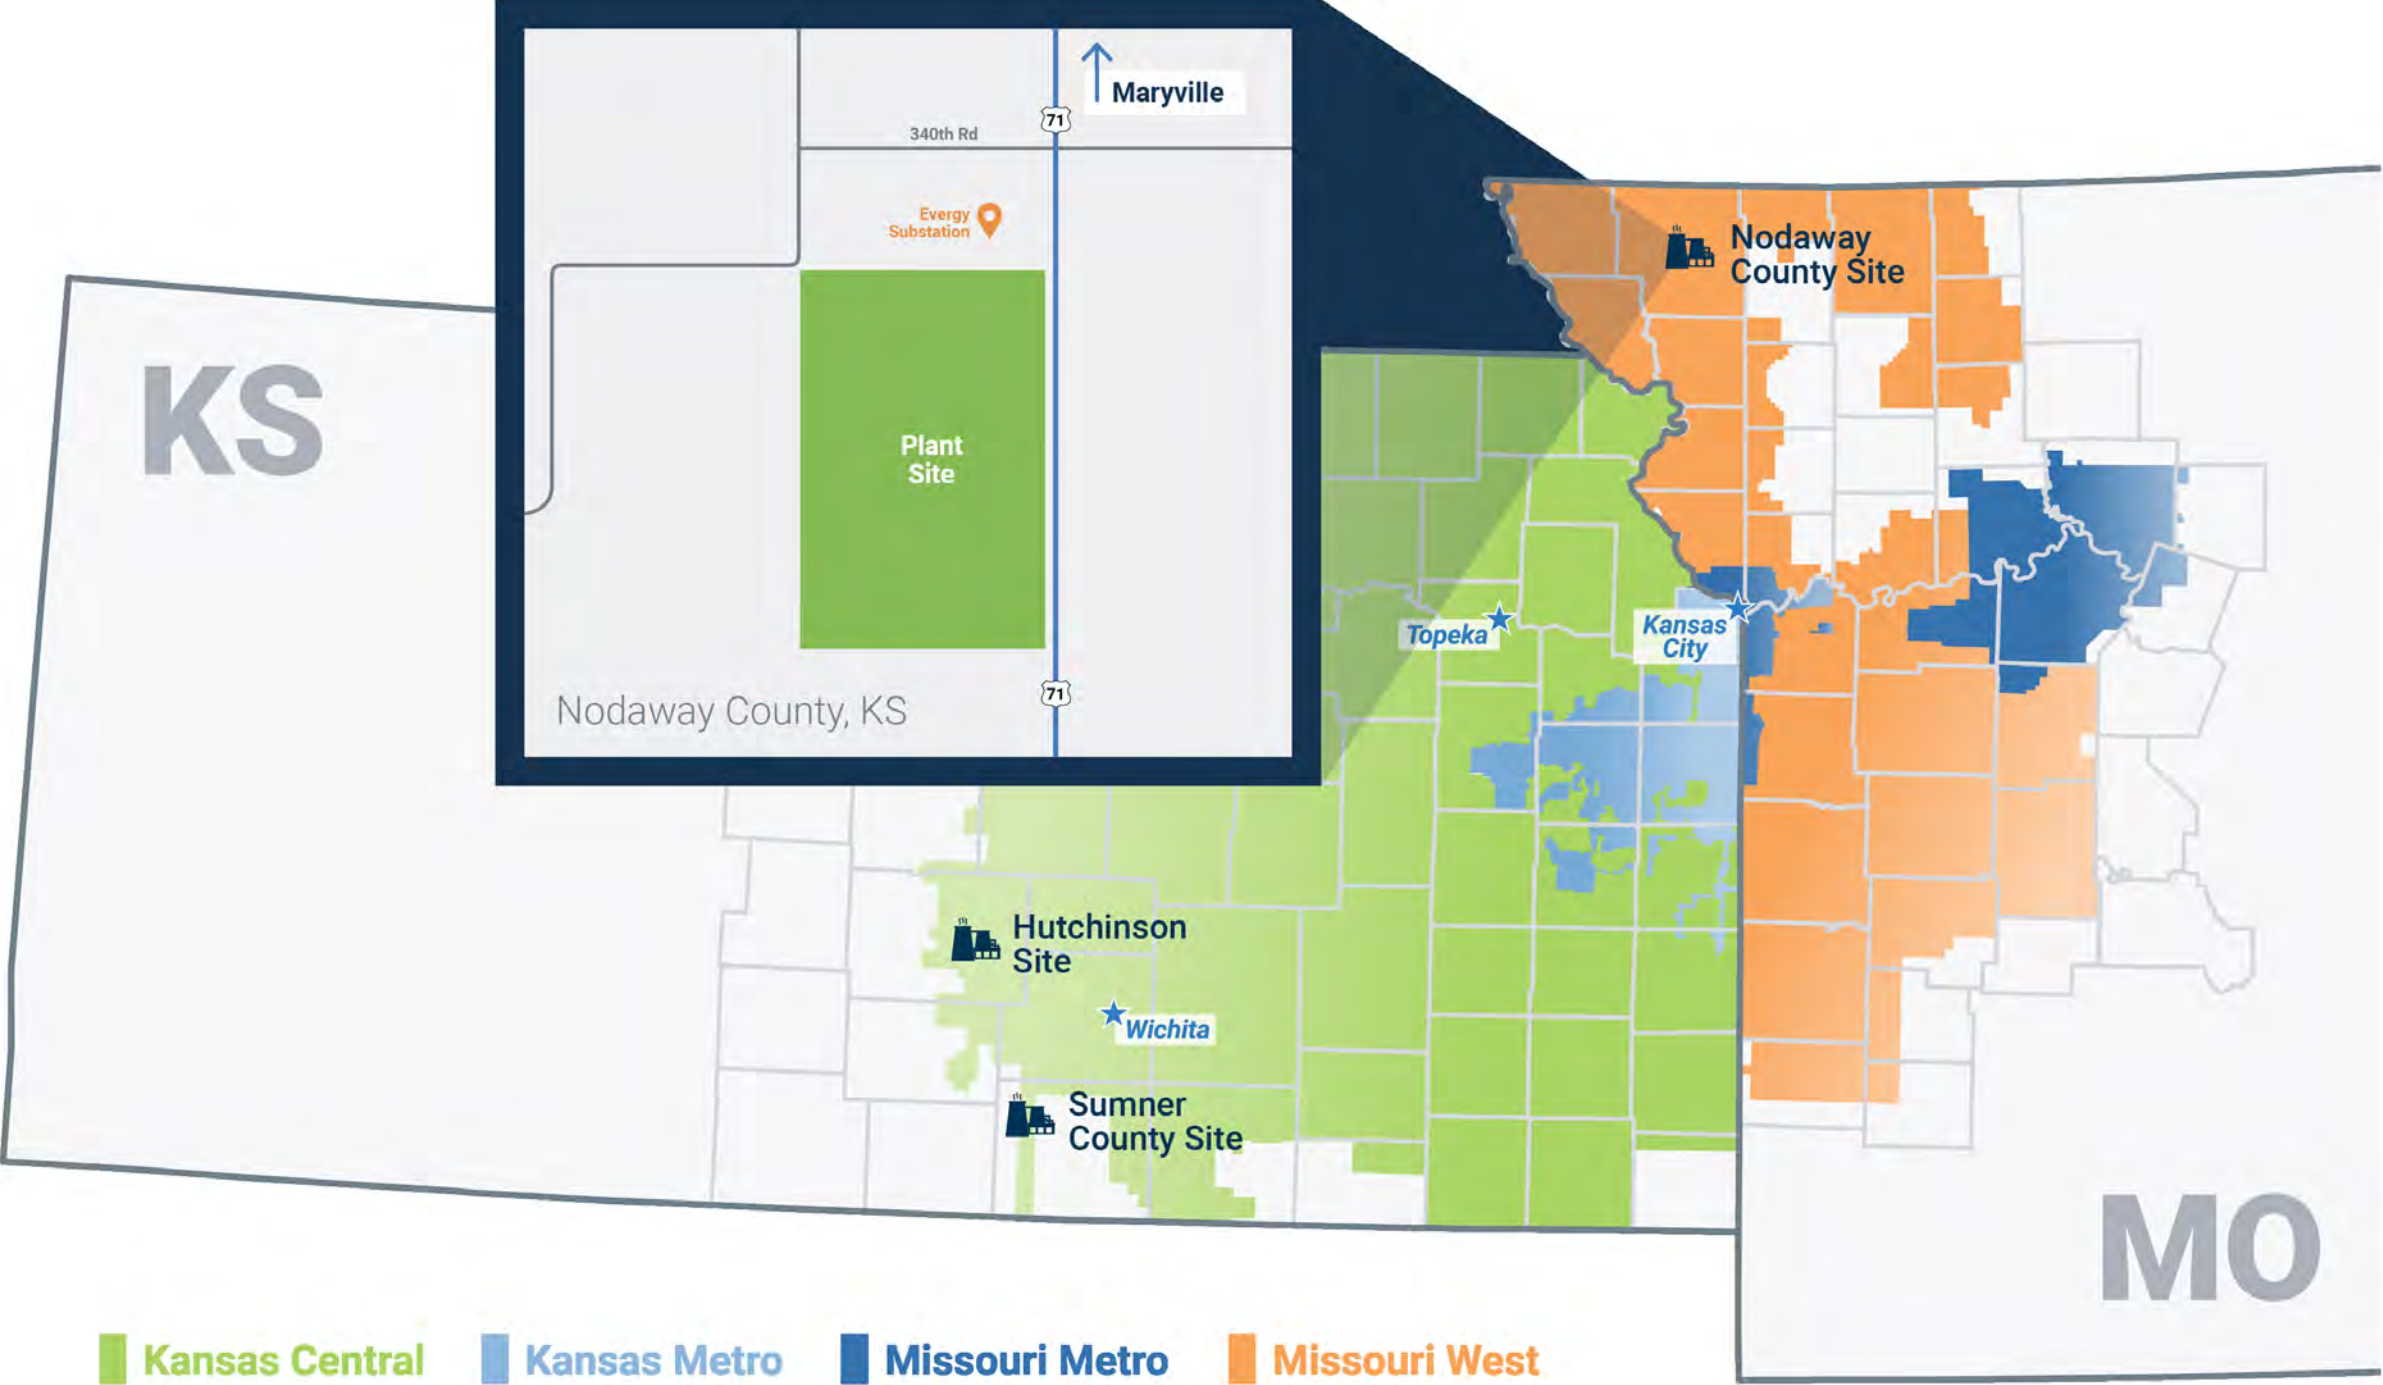 71
Maryville
340th Rd
Evergy
Substation
Plant
Site
71
Nodaway County, KS
KS
Nodaway
County Site
Topeka
Kansas
City
Hutchinson
Site
Wichita
Sumner
County Site
MO
Kansas Central
Kansas Metro
Missouri Metro
Missouri West